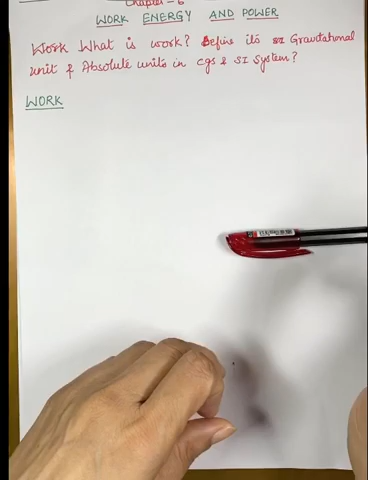 Chapter - 6
WORK ENERGY AND POWER
Work What is work? Define its SI Gravitational
unit & Absolute units in cgs & SI System?
WORK